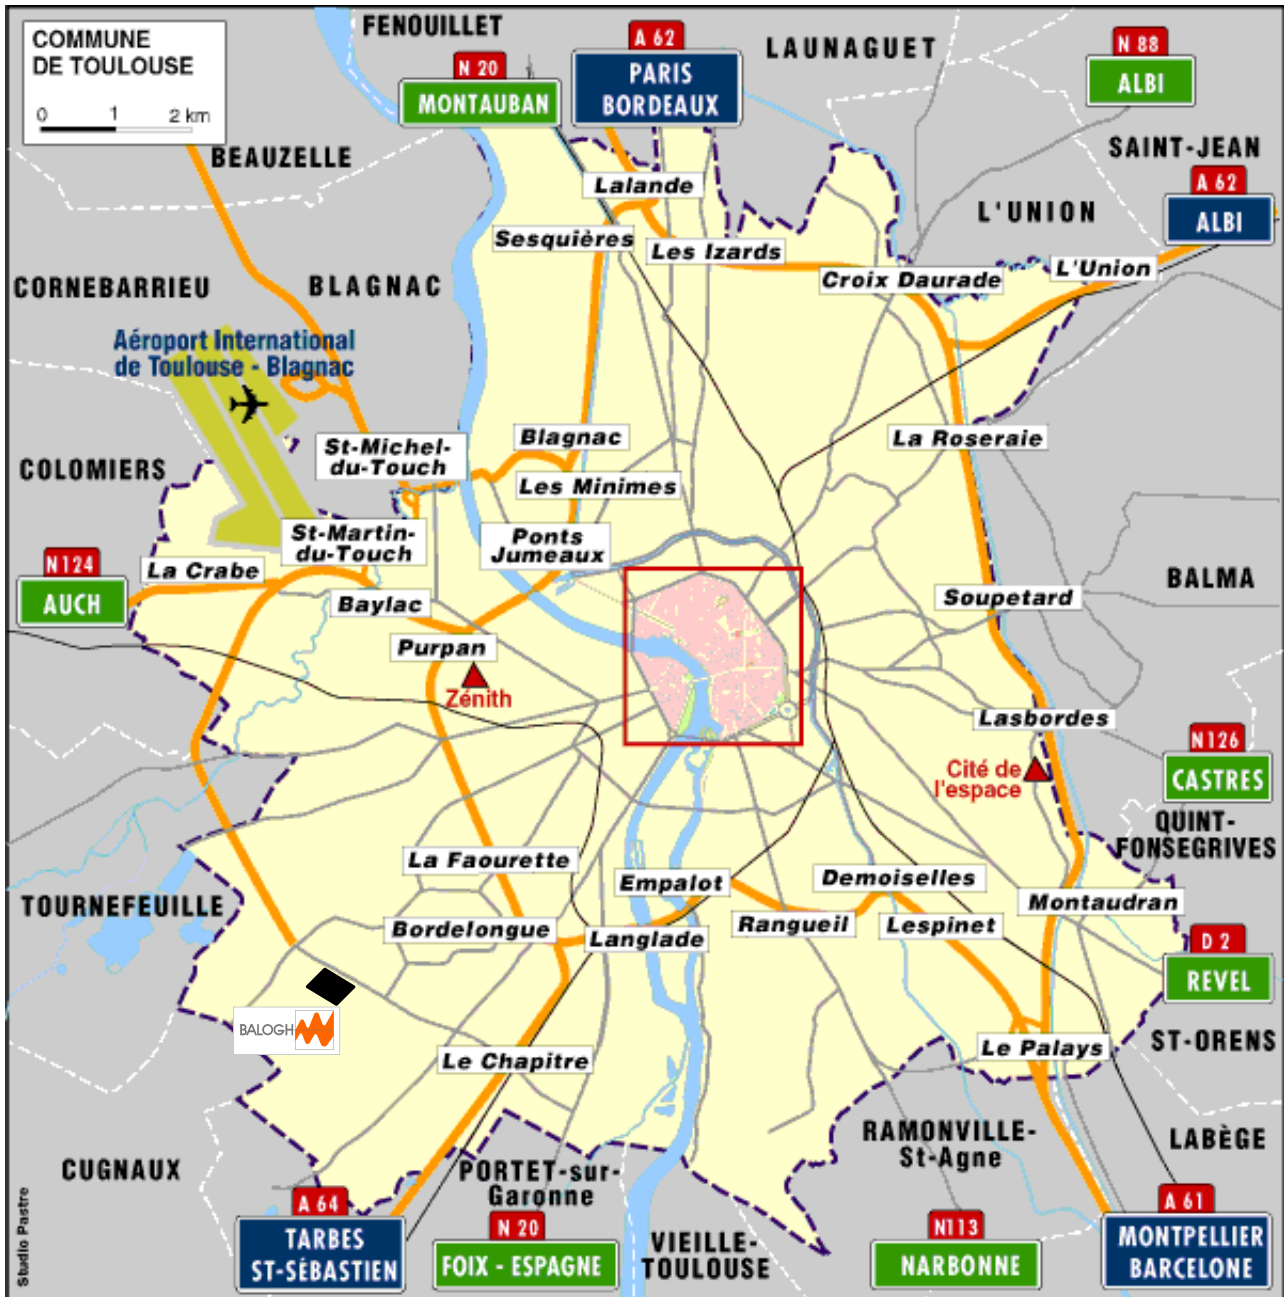 COMMUNE
DE TOULOUSE
0 1 2 km
FENOUILLET
N 20
MONTAUBAN
A 62
PARIS
BORDEAUX
LAUNAGUET
N 88
ALBI
SAINT-JEAN
A 62
ALBI
BEAUZELLE
Lalande
L'UNION
Sesquières
Les Izards
L'Union
Croix Daurade
CORNEBARRIEU
BLAGNAC
Aéroport International
de Toulouse - Blagnac
St-Michel-
du-Touch
Blagnac
La Roseraie
COLOMIERS
Les Minimes
St-Martin-
du-Touch
Ponts
Jumeaux
N124
AUCH
La Crabe
Baylac
Soupetard
BALMA
Purpan
Zénith
Lasbordes
N126
CASTRES
Cité de
l'espace
QUINT-
FONSEGRIVES
La Faourette
Empalot
Demoiselles
TOURNEFEUILLE
Montaudran
Bordelongue
Langlade
Rangueil
Lespinet
D 2
REVEL
BALOGH
ST-ORENS
Le Chapitre
Le Palays
RAMONVILLE-
St-Agne
LABÈGE
CUGNAUX
PORTET-sur-
Garonne
A 64
TARBES
ST-SÉBASTIEN
N 20
FOIX - ESPAGNE
VIEILLE-
TOULOUSE
N113
NARBONNE
A 61
MONTPELLIER
BARCELONE
Studio Pastre